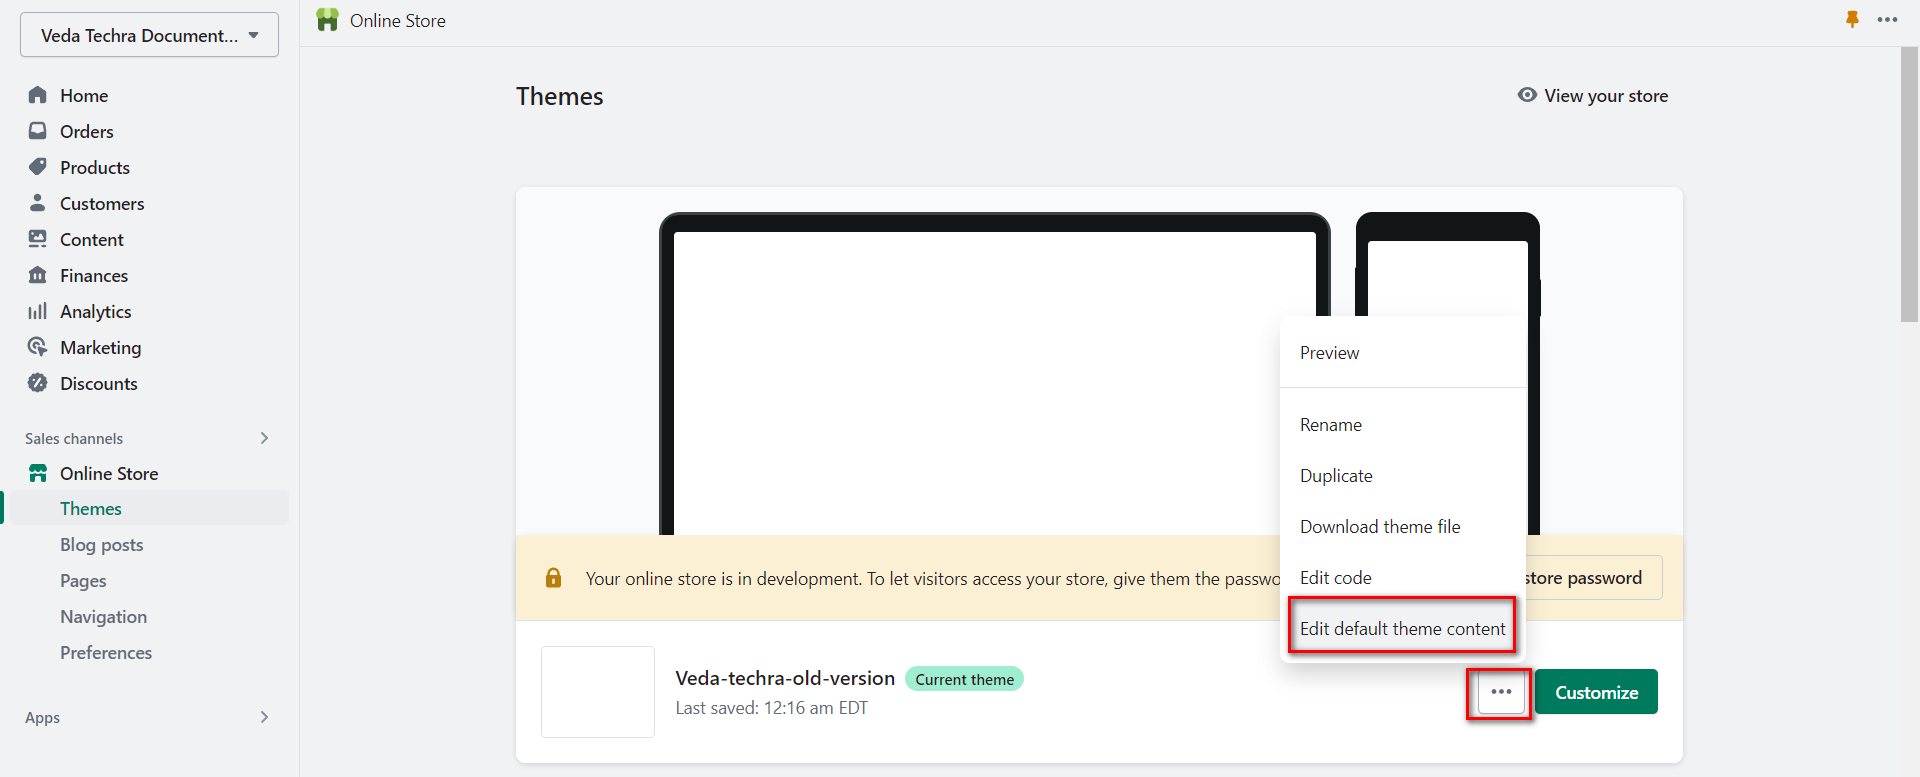 Veda Techra Document...
Online Store
Home
Orders
Products
Customers
Content
Finances
Analytics
Marketing
Discounts
Sales channels
Online Store
Themes
Blog posts
Pages
Navigation
Preferences
Apps
Themes
View your store
Preview
Rename
Duplicate
Download theme file
Edit code
Edit default theme content
Your online store is in development. To let visitors access your store, give them the passwo
store password
Veda-techra-old-version
Current theme
Last saved: 12:16 am EDT
Customize